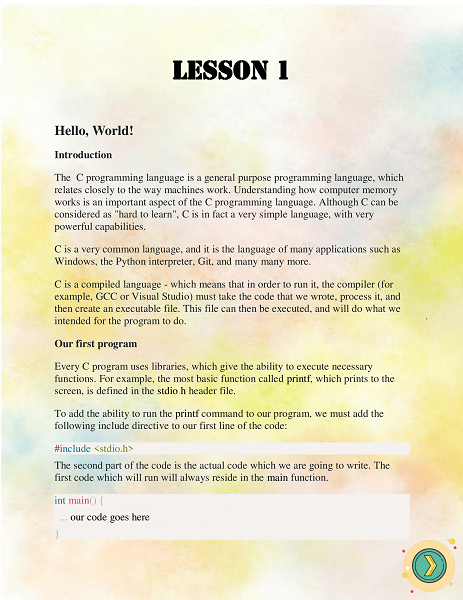 LESSON 1
Hello, World!
Introduction
The C programming language is a general purpose programming language, which
relates closely to the way machines work. Understanding how computer memory
works is an important aspect of the C programming language. Although C can be
considered as "hard to learn", C is in fact a very simple language, with very
powerful capabilities.
C is a very common language, and it is the language of many applications such as
Windows, the Python interpreter, Git, and many many more.
C is a compiled language - which means that in order to run it, the compiler (for
example, GCC or Visual Studio) must take the code that we wrote, process it, and
then create an executable file. This file can then be executed, and will do what we
intended for the program to do.
Our first program
Every C program uses libraries, which give the ability to execute necessary
functions. For example, the most basic function called printf, which prints to the
screen, is defined in the stdio.h header file.
To add the ability to run the printf command to our program, we must add the
following include directive to our first line of the code:
#include <stdio.h>
The second part of the code is the actual code which we are going to write. The
first code which will run will always reside in the main function.
int main() {
... our code goes here
}